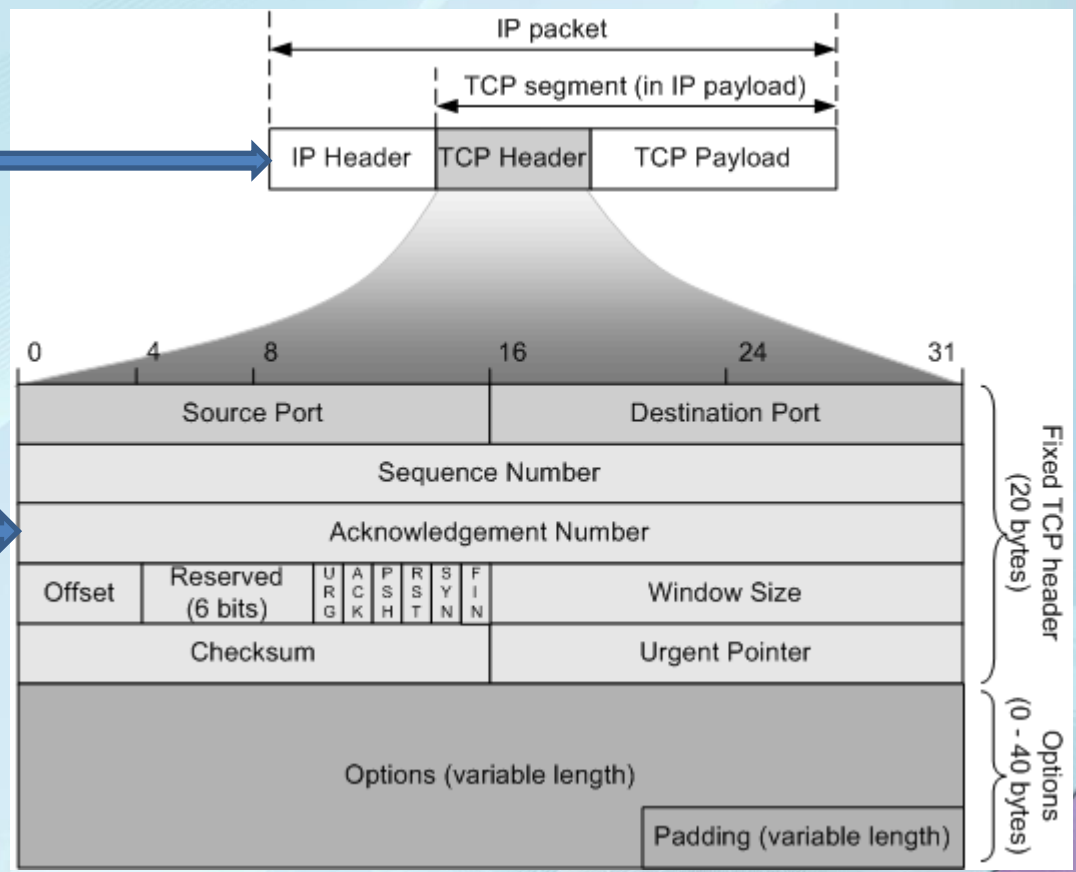 IP packet
TCP segment (in IP payload)
IP Header TCP Header TCP Payload
0 4 8 16 24 31
Source Port Destination Port
Sequence Number
Acknowledgement Number
Offset Reserved (6 bits) URG ACK PSH RST SYN FIN Window Size
Checksum Urgent Pointer
Options (variable length)
Padding (variable length)
Fixed TCP header
(20 bytes)
Options
(0 - 40 bytes)